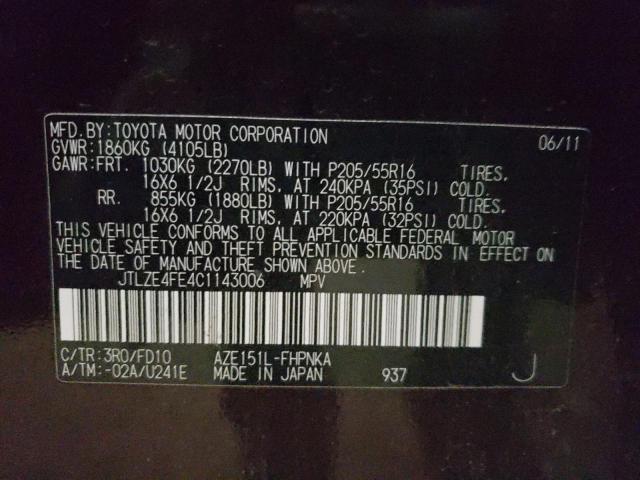 MFD.BY:TOYOTA MOTOR CORPORATION 06/11
GVWR:1860KG (4105LB)
GAWR:FRT. 1030KG (2270LB) WITH P205/55R16 TIRES,
16X6 1/2J RIMS, AT 240KPA (35PSI) COLD.
RR. 855KG (1880LB) WITH P205/55R16 TIRES,
16X6 1/2J RIMS, AT 220KPA (32PSI) COLD.
THIS VEHICLE CONFORMS TO ALL APPLICABLE FEDERAL MOTOR
VEHICLE SAFETY AND THEFT PREVENTION STANDARDS IN EFFECT ON
THE DATE OF MANUFACTURE SHOWN ABOVE.
JTLZE4FE4C1143006 MPV
C/TR:3R0/FD10 AZE151L-FHPNKA
A/TM:-02A/U241E MADE IN JAPAN 937 J